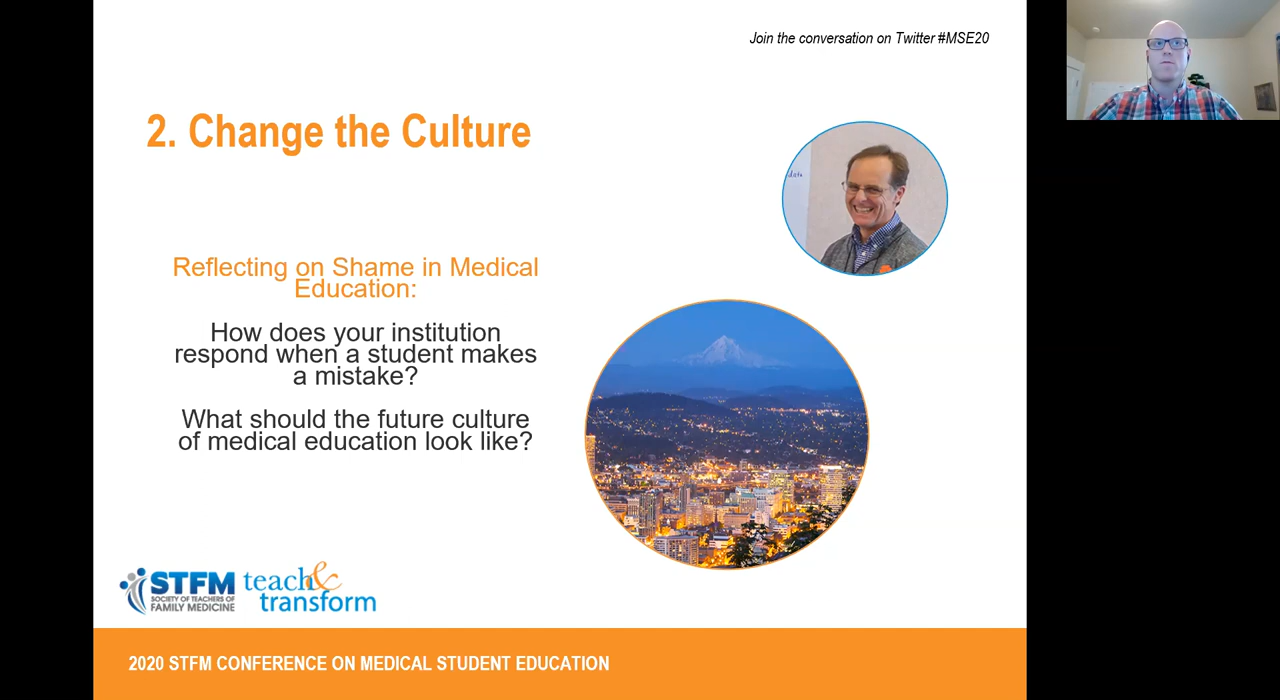 Join the conversation on Twitter #MSE20
2. Change the Culture
Reflecting on Shame in Medical
Education:
How does your institution
respond when a student makes
a mistake?
What should the future culture
of medical education look like?
STFM
SOCIETY OF TEACHERS OF
FAMILY MEDICINE
teach&
transform
2020 STFM CONFERENCE ON MEDICAL STUDENT EDUCATION